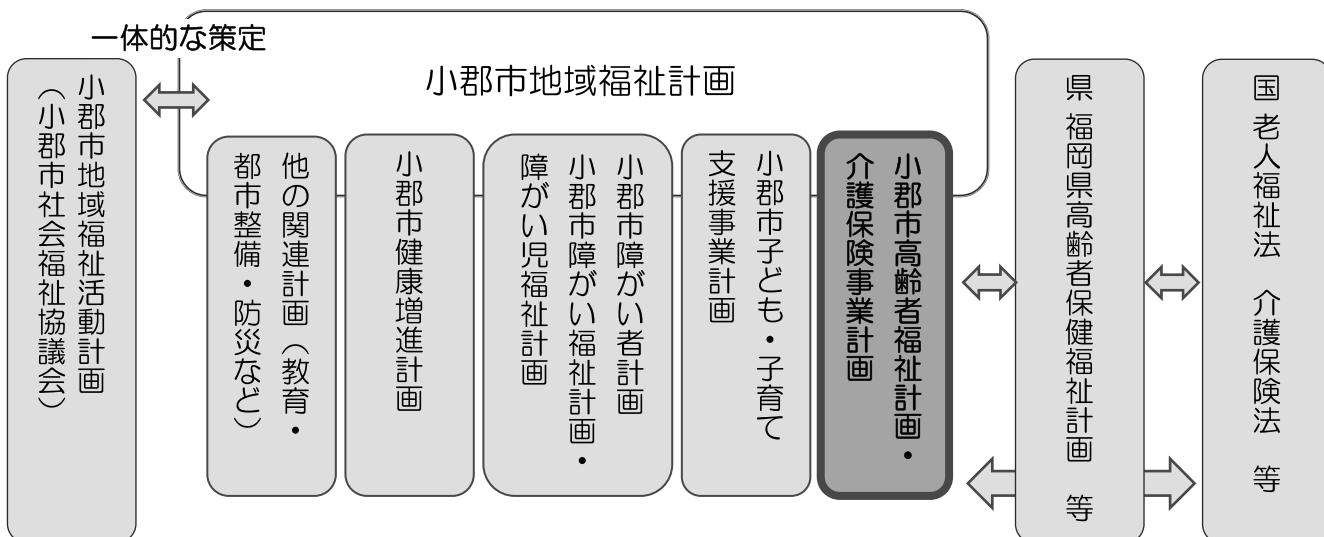 一体的な策定
小郡市地域福祉計画
小郡市地域福祉活動計画
（小郡市社会福祉協議会）
他の関連計画（教育・
都市整備・防災など）
小郡市健康増進計画
小郡市障がい者計画
小郡市障がい福祉計画・
障がい児福祉計画
小郡市子ども・子育て
支援事業計画
小郡市高齢者福祉計画・
介護保険事業計画
県 福岡県高齢者保健福祉計画 等
国 老人福祉法 介護保険法 等